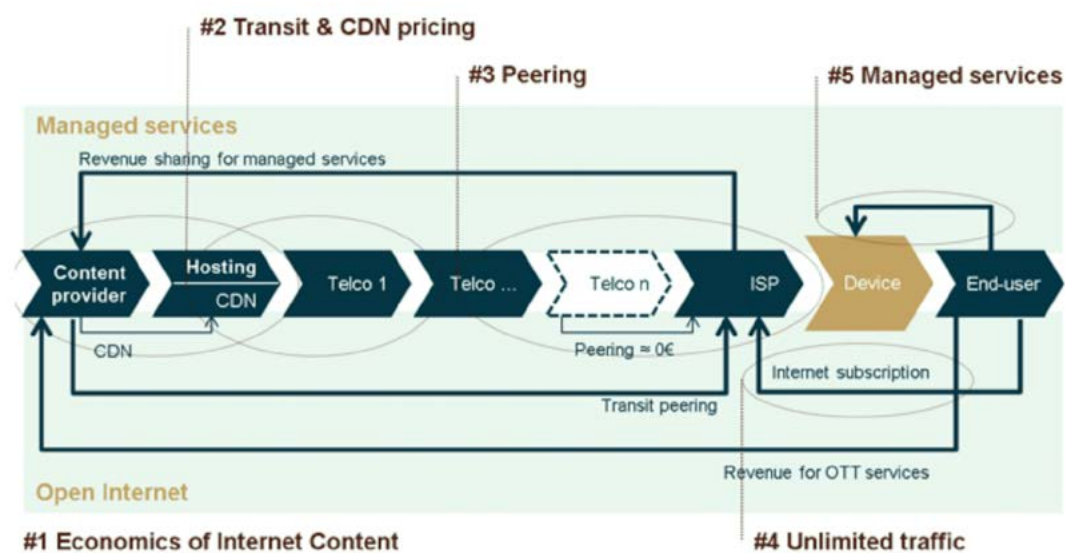 #2 Transit & CDN pricing
#3 Peering
#5 Managed services
Managed services
Revenue sharing for managed services
Content
provider
Hosting
CDN
Telco 1
Telco ...
Telco n
ISP
Device
End-user
CDN
Peering ≈ 0€
Internet subscription
Transit peering
Revenue for OTT services
Open Internet
#1 Economics of Internet Content
#4 Unlimited traffic